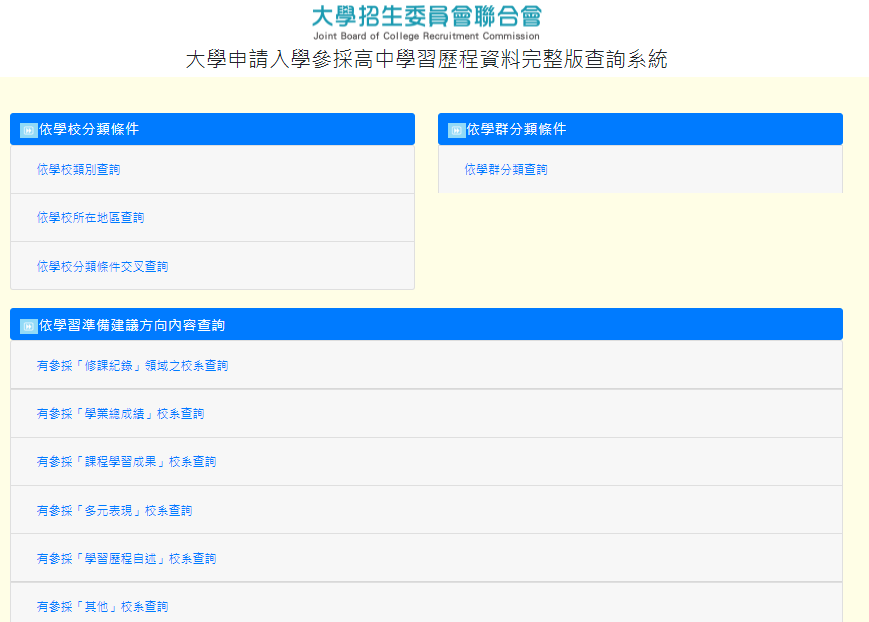 大學招生委員會聯合會
Joint Board of College Recruitment Commission
大學申請入學參採高中學習歷程資料完整版查詢系統
依學校分類條件
依學校類別查詢
依學校所在地區查詢
依學校分類條件交叉查詢
依學群分類條件
依學群分類查詢
依學習準備建議方向內容查詢
有參採「修課紀錄」領域之校系查詢
有參採「學業總成績」校系查詢
有參採「課程學習成果」校系查詢
有參採「多元表現」校系查詢
有參採「學習歷程自述」校系查詢
有參採「其他」校系查詢